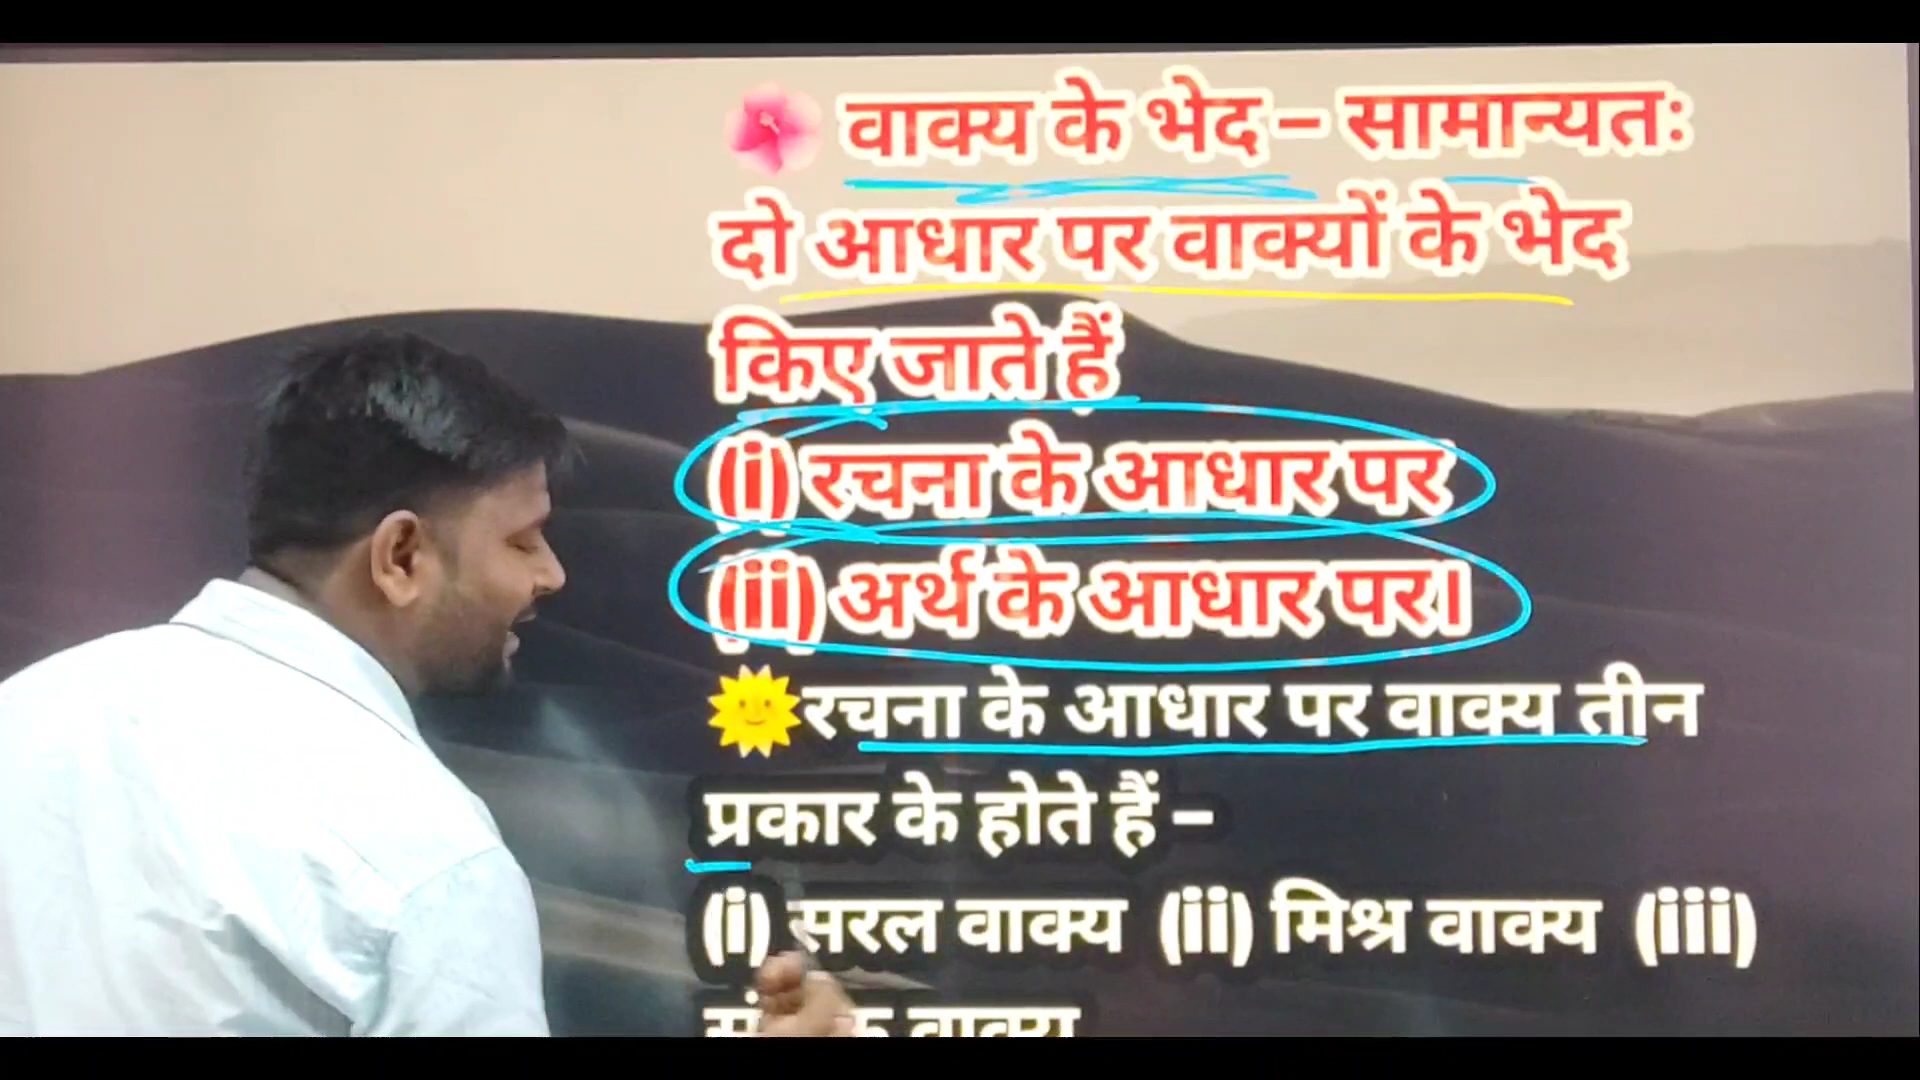 वाक्य के भेद – सामान्यतः
दो आधार पर वाक्यों के भेद
किए जाते हैं
(i) रचना के आधार पर
(ii) अर्थ के आधार पर।
रचना के आधार पर वाक्य तीन
प्रकार के होते हैं –
(i) सरल वाक्य (ii) मिश्र वाक्य (iii)
वाक्य